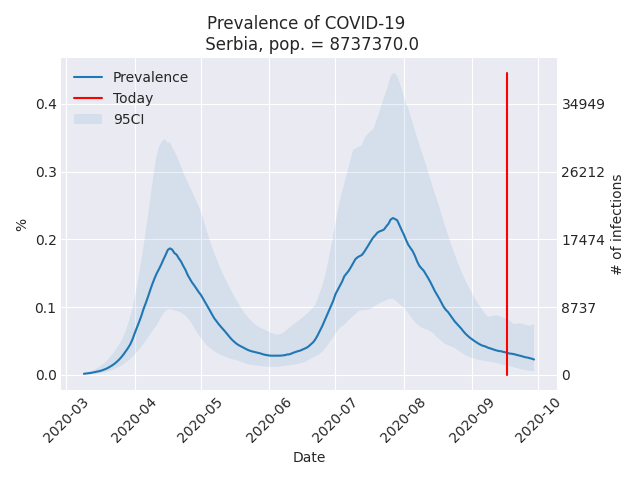 Prevalence of COVID-19
Serbia, pop. = 8737370.0
Prevalence
Today
95CI
0.4
0.3
0.2
0.1
0.0
%
34949
26212
17474
8737
0
# of infections
2020-03
2020-04
2020-05
2020-06
2020-07
2020-08
2020-09
2020-10
Date